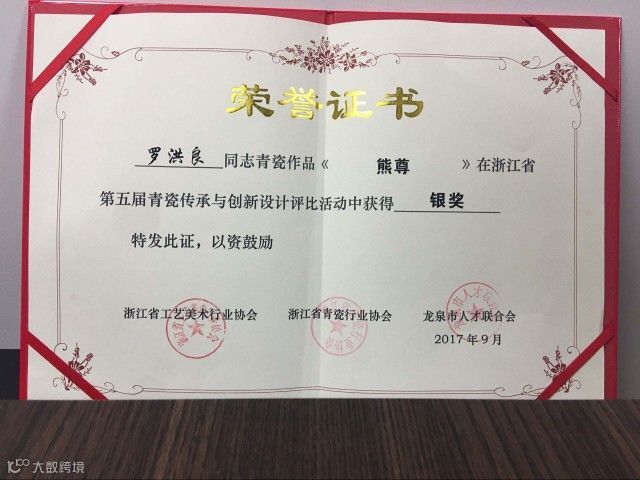 荣誉证书
罗洪良 同志青瓷作品《 熊尊 》在浙江省
第五届青瓷传承与创新设计评比活动中获得 银奖
特发此证，以资鼓励
浙江省工艺美术行业协会 浙江省青瓷行业协会 龙泉市人才联合会
2017年9月
大数跨境